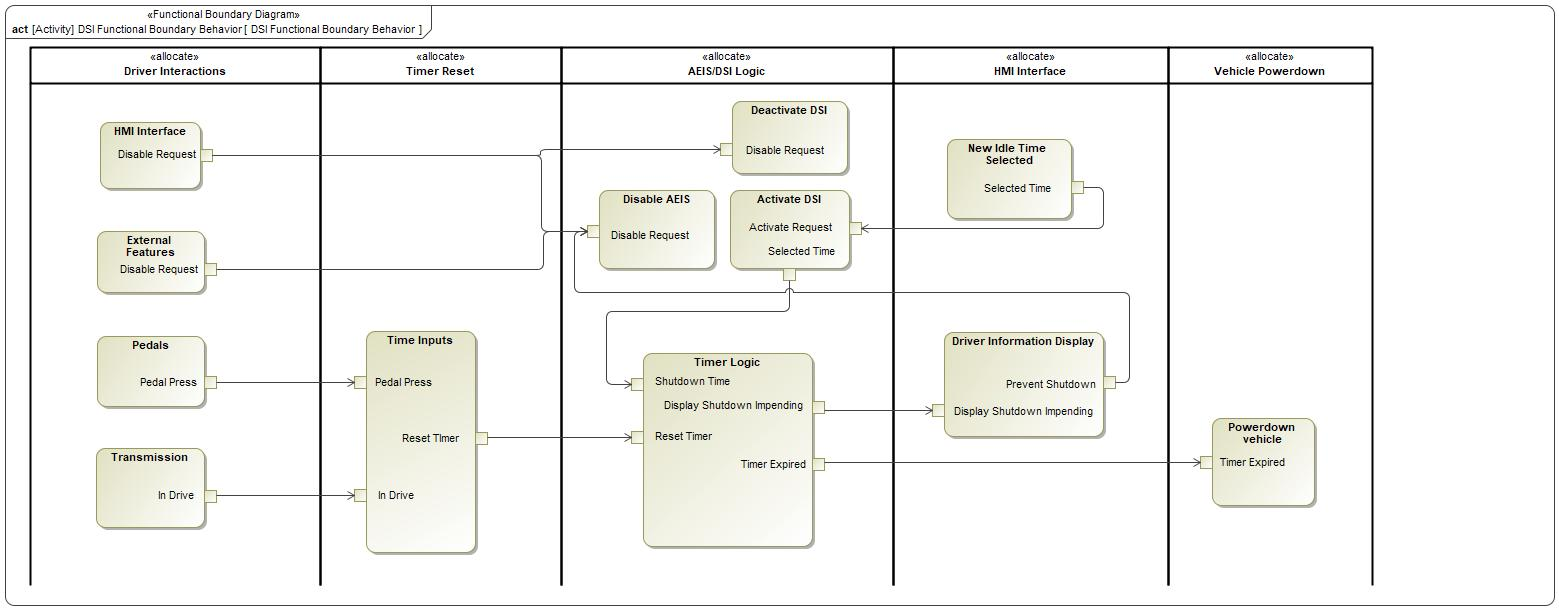 «Functional Boundary Diagram»
act [Activity] DSI Functional Boundary Behavior [ DSI Functional Boundary Behavior ]
«allocate»
Driver Interactions
«allocate»
Timer Reset
«allocate»
AEIS/DSI Logic
«allocate»
HMI Interface
«allocate»
Vehicle Powerdown
HMI Interface
Disable Request
External
Features
Disable Request
Pedals
Pedal Press
Transmission
In Drive
Time Inputs
Pedal Press
Reset TImer
In Drive
Deactivate DSI
Disable Request
Disable AEIS
Disable Request
Activate DSI
Activate Request
Selected Time
Timer Logic
Shutdown Time
Display Shutdown Impending
Reset Timer
Timer Expired
New Idle Time
Selected
Selected Time
Driver Information Display
Prevent Shutdown
Display Shutdown Impending
Powerdown
vehicle
Timer Expired